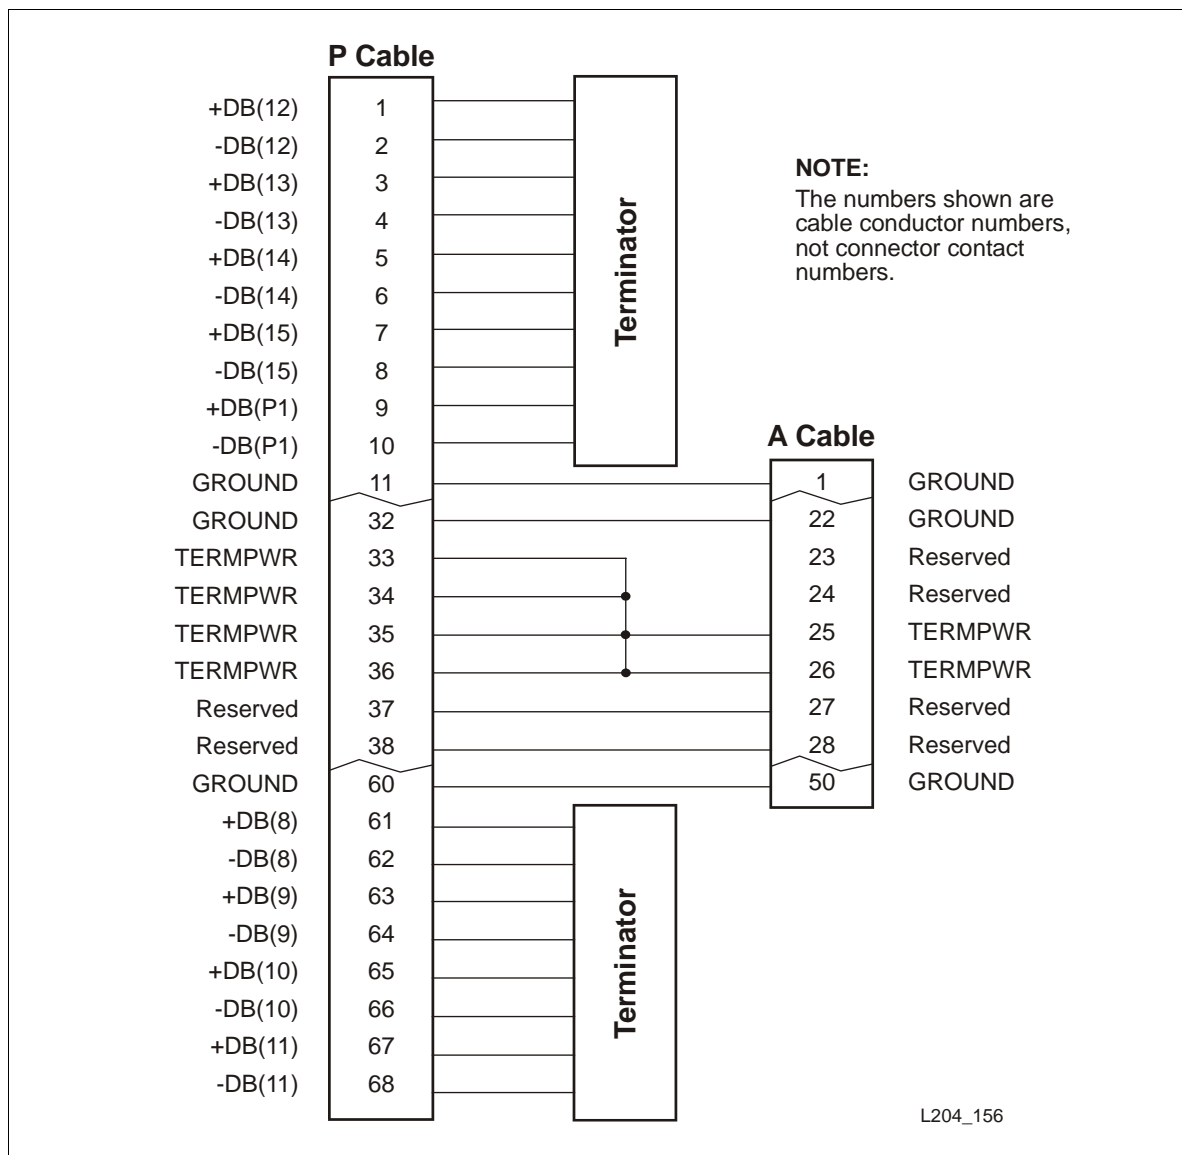 P Cable
+DB(12) 1
-DB(12) 2
+DB(13) 3
-DB(13) 4
+DB(14) 5
-DB(14) 6
+DB(15) 7
-DB(15) 8
+DB(P1) 9
-DB(P1) 10
Terminator
NOTE:
The numbers shown are
cable conductor numbers,
not connector contact
numbers.
A Cable
GROUND 11 1 GROUND
GROUND 32 22 GROUND
TERMPWR 33 23 Reserved
TERMPWR 34 24 Reserved
TERMPWR 35 25 TERMPWR
TERMPWR 36 26 TERMPWR
Reserved 37 27 Reserved
Reserved 38 28 Reserved
GROUND 60 50 GROUND
+DB(8) 61
-DB(8) 62
+DB(9) 63
-DB(9) 64
+DB(10) 65
-DB(10) 66
+DB(11) 67
-DB(11) 68
Terminator
L204_156